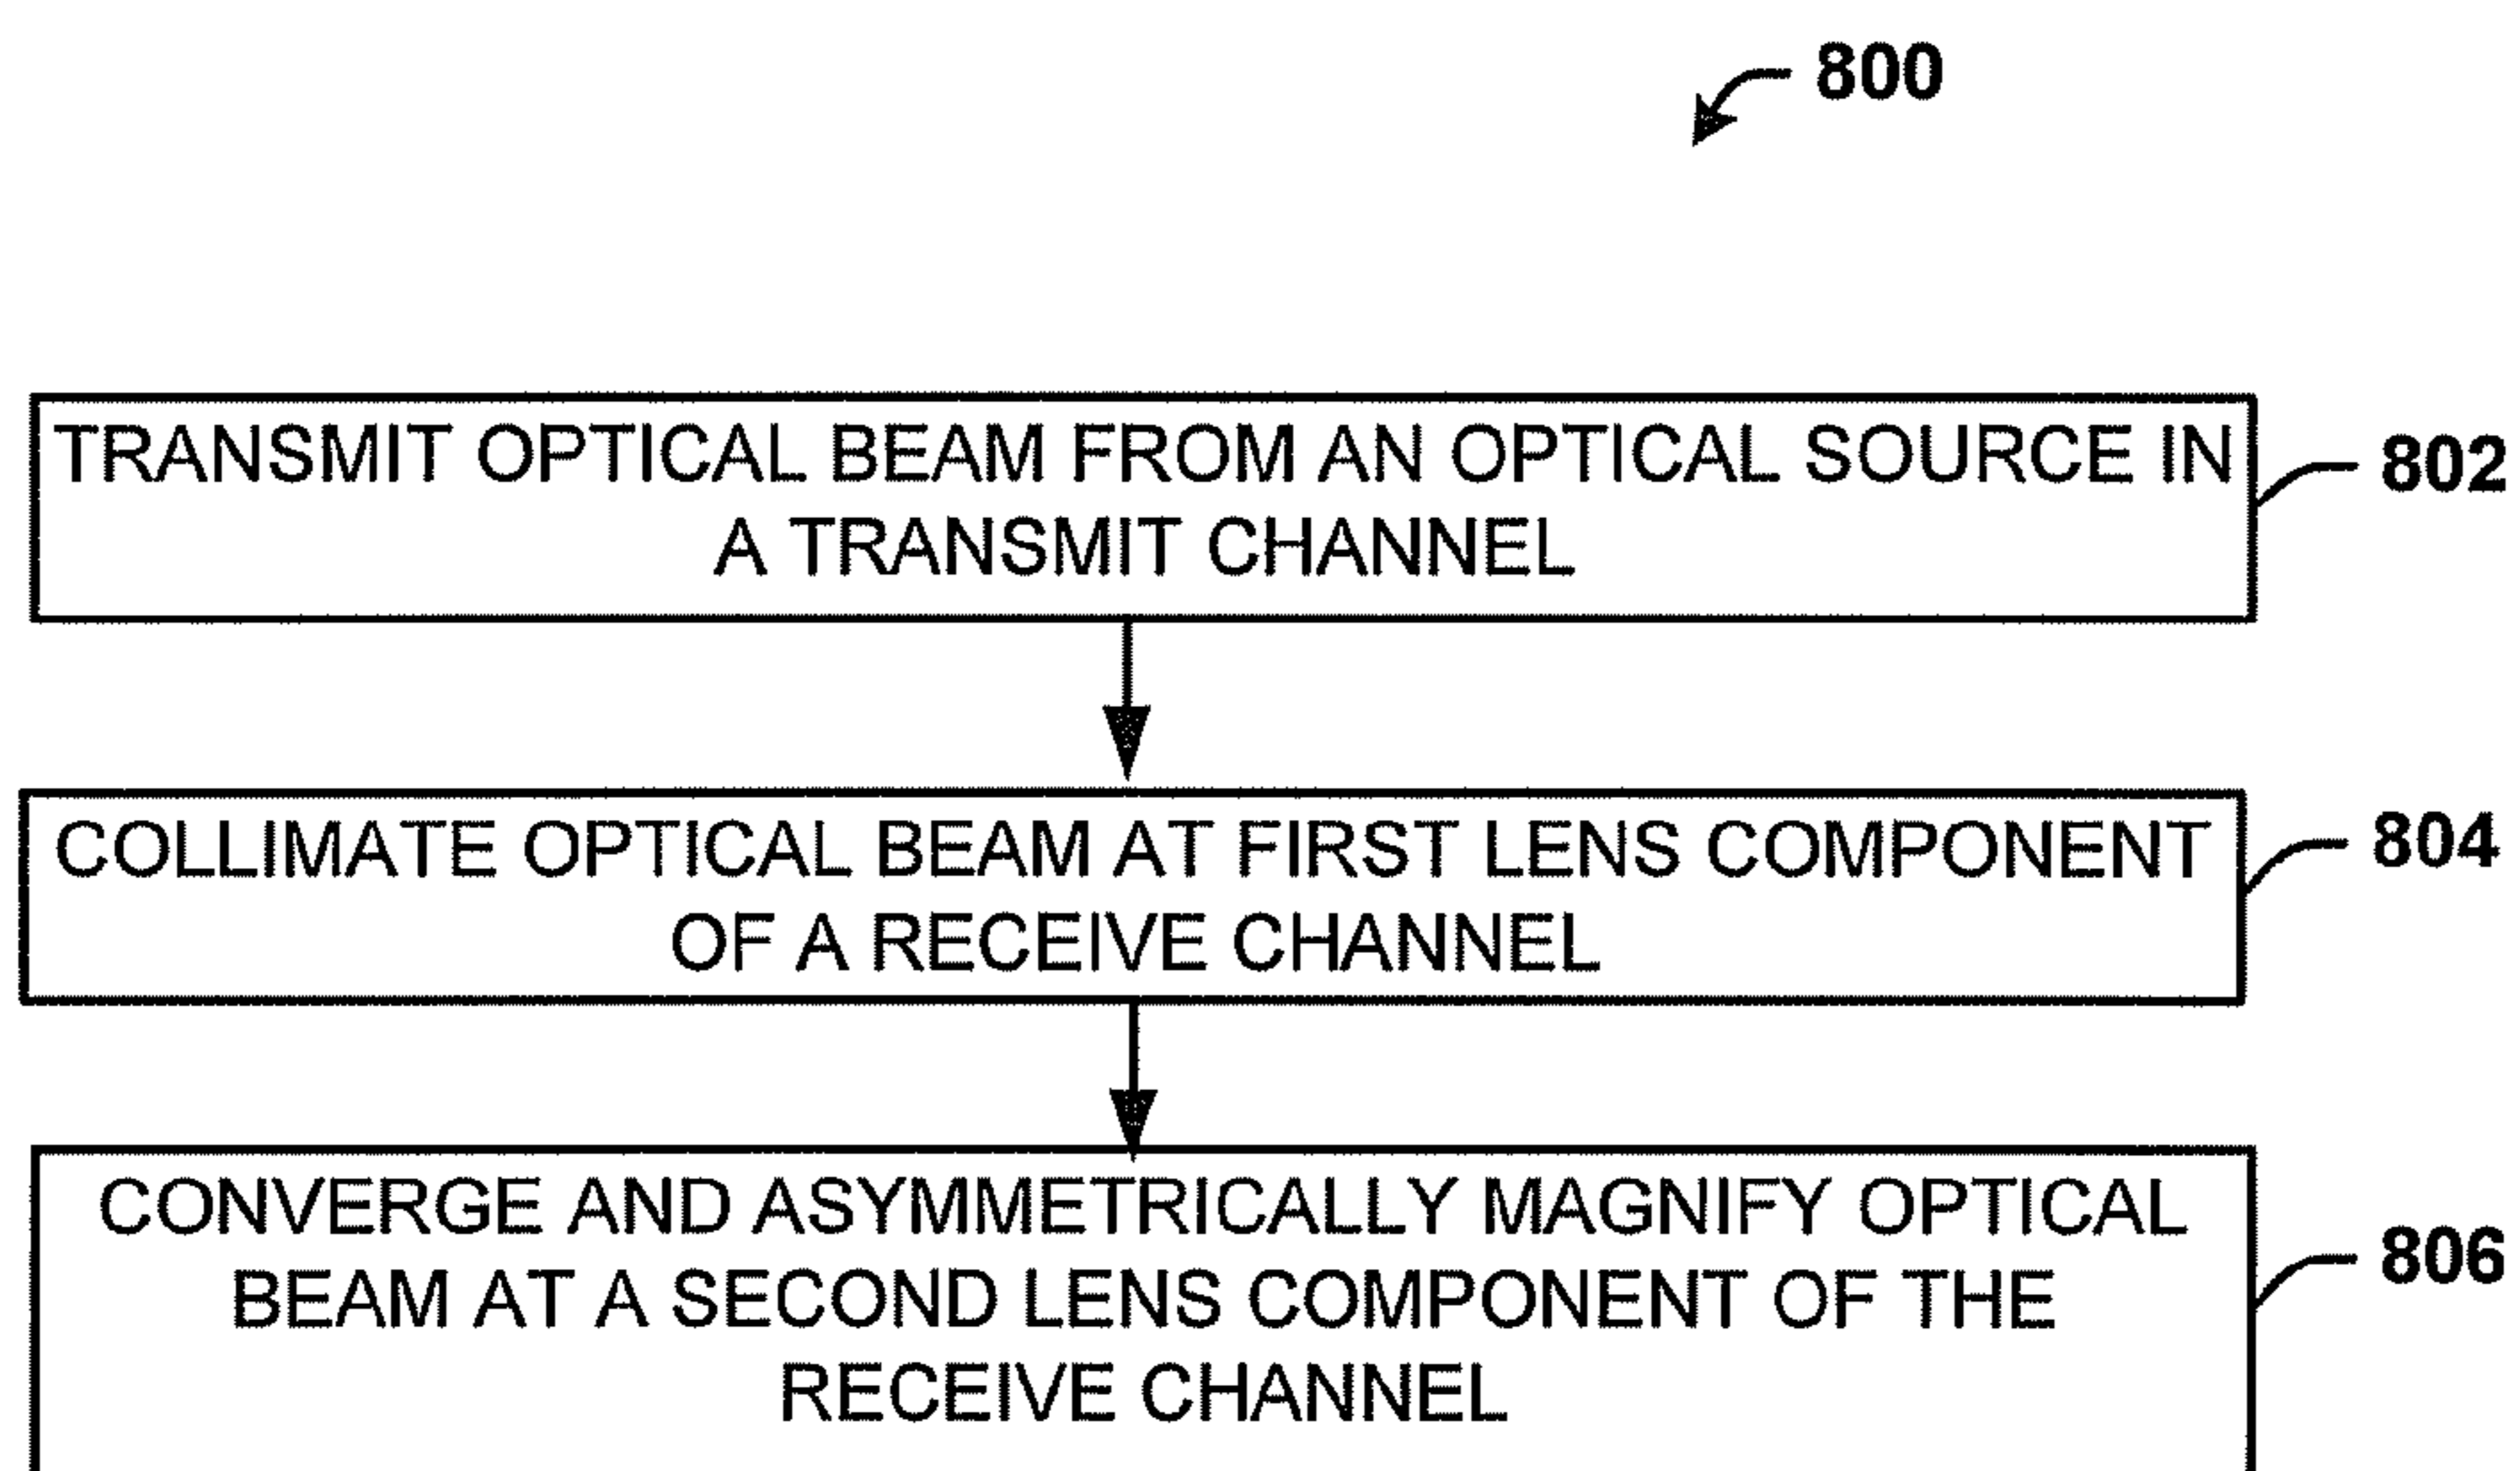 800
TRANSMIT OPTICAL BEAM FROM AN OPTICAL SOURCE IN
A TRANSMIT CHANNEL
802
COLLIMATE OPTICAL BEAM AT FIRST LENS COMPONENT
OF A RECEIVE CHANNEL
804
CONVERGE AND ASYMMETRICALLY MAGNIFY OPTICAL
BEAM AT A SECOND LENS COMPONENT OF THE
RECEIVE CHANNEL
806